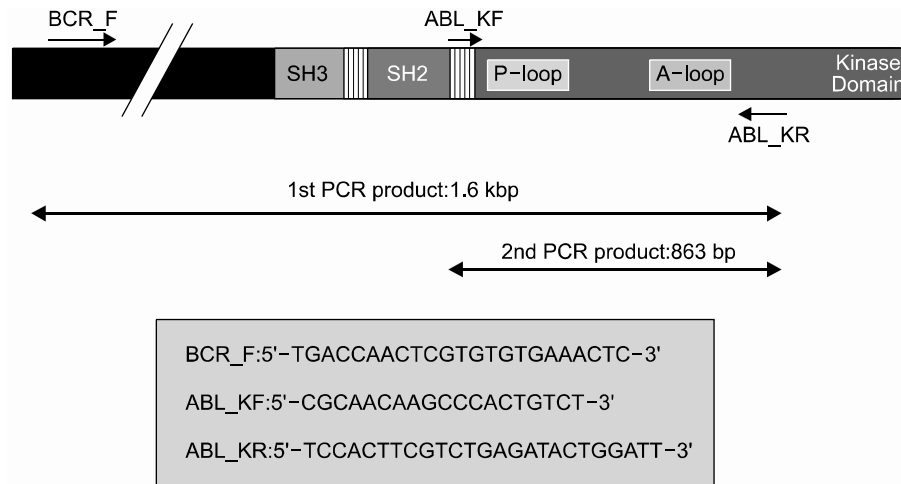 BCR_F
ABL_KF
SH3
SH2
P-loop
A-loop
Kinase
Domain
ABL_KR
1st PCR product:1.6 kbp
2nd PCR product:863 bp
BCR_F:5'-TGACCAACTCGTGTGTGAAACTC-3'
ABL_KF:5'-CGCAACAAGCCCACTGTCT-3'
ABL_KR:5'-TCCACTTCGTCTGAGATACTGGATT-3'